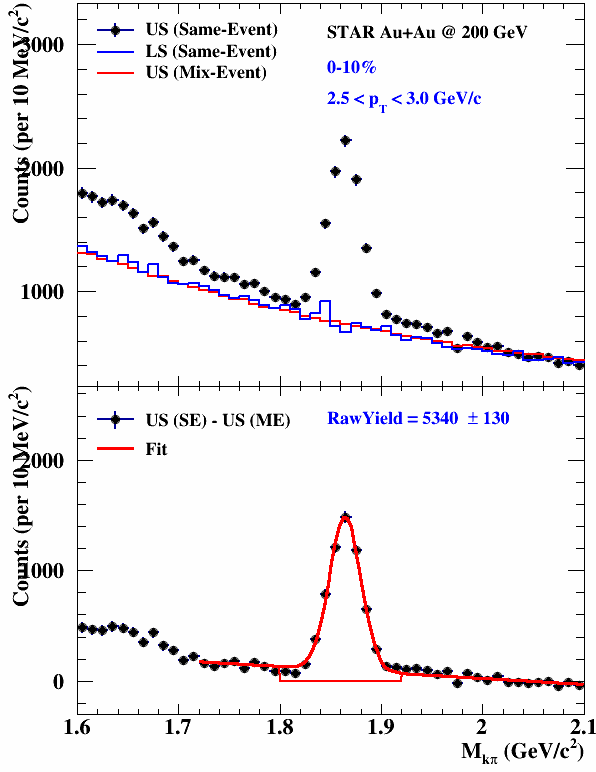 Counts (per 10 MeV/c²)
3000
2000
1000
US (Same-Event)
LS (Same-Event)
US (Mix-Event)
STAR Au+Au @ 200 GeV
0-10%
2.5 < p_T < 3.0 GeV/c
Counts (per 10 MeV/c²)
2000
1000
0
US (SE) - US (ME)
Fit
RawYield = 5340 ± 130
1.6 1.7 1.8 1.9 2 2.1
M_kπ (GeV/c²)